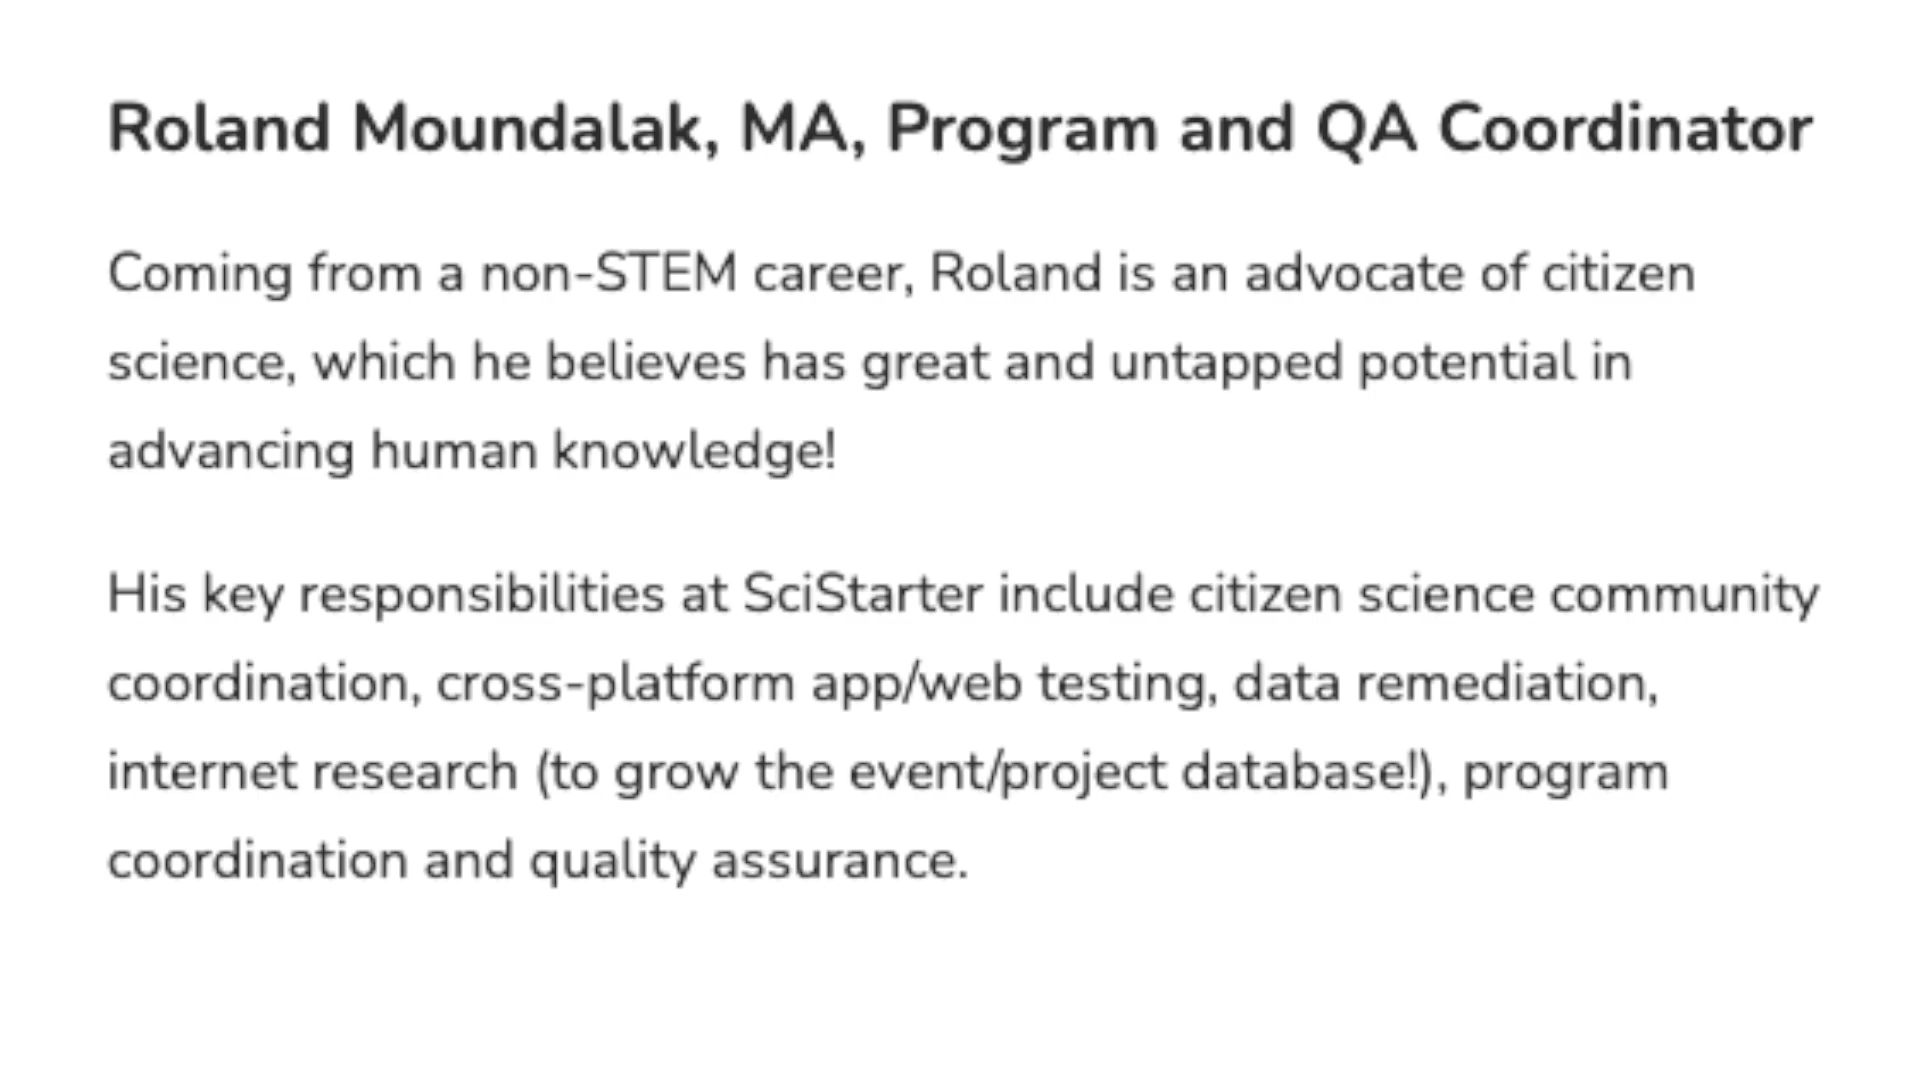 Roland Moundalak, MA, Program and QA Coordinator
Coming from a non-STEM career, Roland is an advocate of citizen
science, which he believes has great and untapped potential in
advancing human knowledge!
His key responsibilities at SciStarter include citizen science community
coordination, cross-platform app/web testing, data remediation,
internet research (to grow the event/project database!), program
coordination and quality assurance.